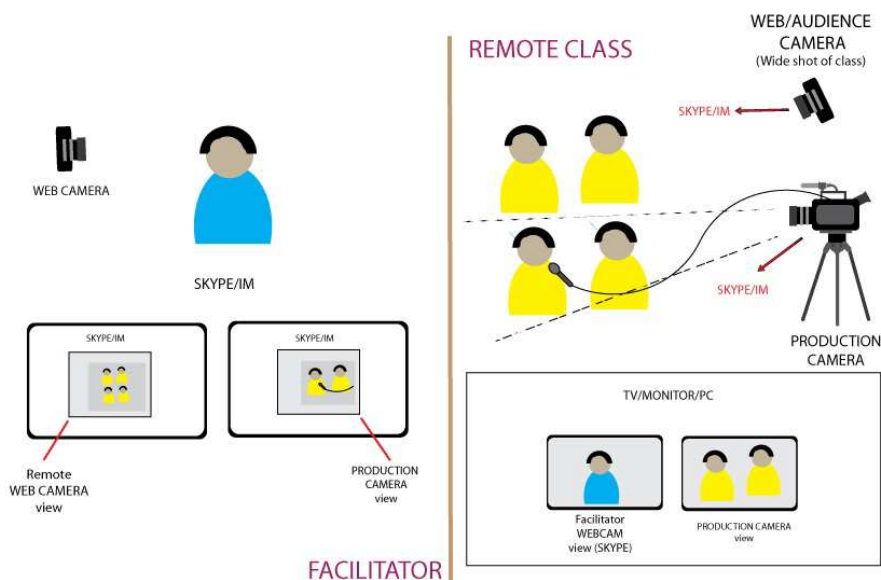 WEB CAMERA
SKYPE/IM
SKYPE/IM
SKYPE/IM
Remote
WEB CAMERA
view
PRODUCTION
CAMERA
view
FACILITATOR
REMOTE CLASS
WEB/AUDIENCE
CAMERA
(Wide shot of class)
SKYPE/IM
SKYPE/IM
PRODUCTION
CAMERA
TV/MONITOR/PC
Facilitator
WEBCAM
view (SKYPE)
PRODUCTION CAMERA
view